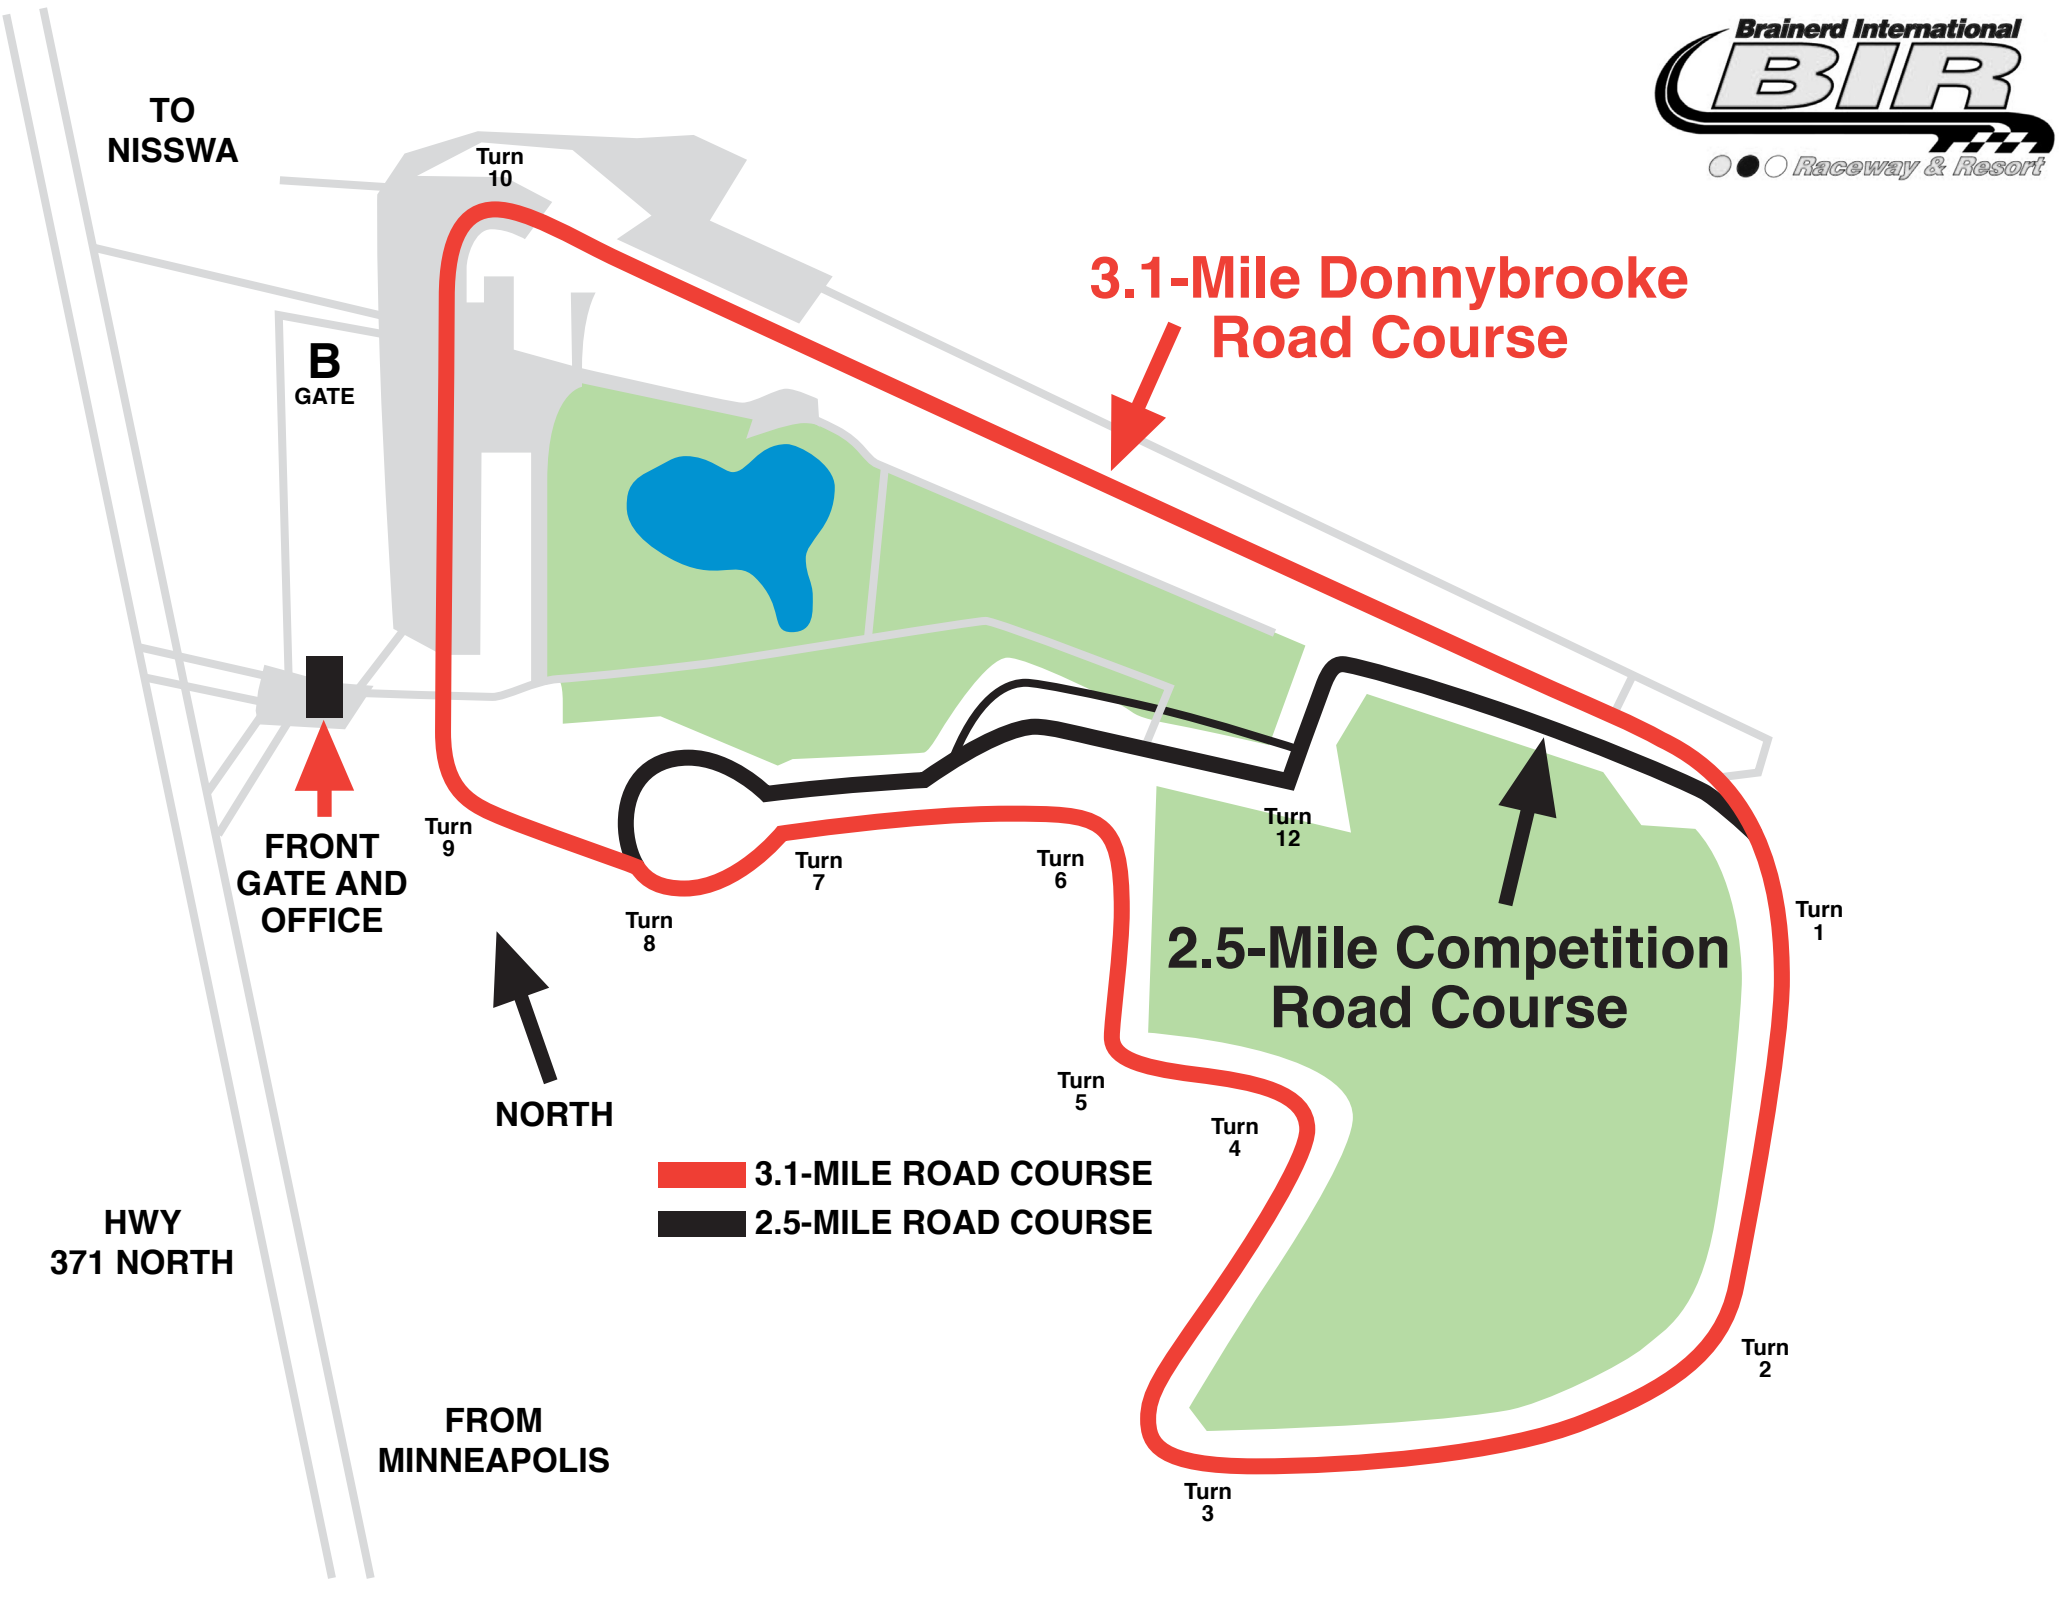 Brainerd International
BIR
Raceway & Resort
TO
NISSWA
Turn
10
3.1-Mile Donnybrooke
Road Course
B
GATE
Turn
9
Turn
12
FRONT
GATE AND
OFFICE
Turn
7
Turn
6
Turn
8
Turn
1
2.5-Mile Competition
Road Course
Turn
5
NORTH
Turn
4
3.1-MILE ROAD COURSE
2.5-MILE ROAD COURSE
HWY
371 NORTH
Turn
2
FROM
MINNEAPOLIS
Turn
3